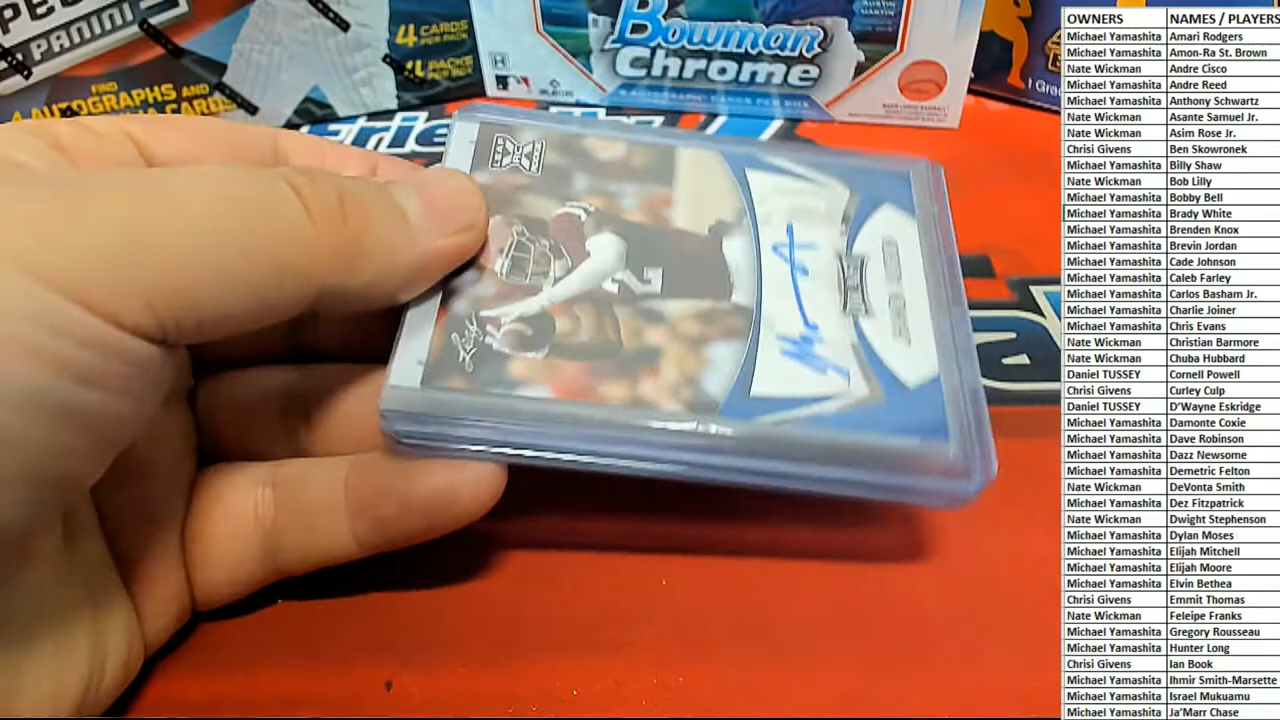 PANINI
4 CARDS
PER PACK
4 PACKS
PER BOX
FIND
4 AUTOGRAPHS AND
Bowman
Chrome
Leaf
OWNERS NAMES / PLAYERS
Michael Yamashita Amari Rodgers
Michael Yamashita Amon-Ra St. Brown
Nate Wickman Andre Cisco
Michael Yamashita Andre Reed
Michael Yamashita Anthony Schwartz
Nate Wickman Asante Samuel Jr.
Nate Wickman Asim Rose Jr.
Chrisi Givens Ben Skowronek
Michael Yamashita Billy Shaw
Nate Wickman Bob Lilly
Michael Yamashita Bobby Bell
Michael Yamashita Brady White
Michael Yamashita Brenden Knox
Michael Yamashita Brevin Jordan
Michael Yamashita Cade Johnson
Michael Yamashita Caleb Farley
Michael Yamashita Carlos Basham Jr.
Michael Yamashita Charlie Joiner
Michael Yamashita Chris Evans
Nate Wickman Christian Barmore
Nate Wickman Chuba Hubbard
Daniel TUSSEY Cornell Powell
Chrisi Givens Curley Culp
Daniel TUSSEY D'Wayne Eskridge
Michael Yamashita Damonte Coxie
Michael Yamashita Dave Robinson
Michael Yamashita Dazz Newsome
Michael Yamashita Demetric Felton
Nate Wickman DeVonta Smith
Michael Yamashita Dez Fitzpatrick
Nate Wickman Dwight Stephenson
Michael Yamashita Dylan Moses
Michael Yamashita Elijah Mitchell
Michael Yamashita Elijah Moore
Michael Yamashita Elvin Bethea
Chrisi Givens Emmit Thomas
Nate Wickman Feleipe Franks
Michael Yamashita Gregory Rousseau
Michael Yamashita Hunter Long
Chrisi Givens Ian Book
Michael Yamashita Ihmir Smith-Marsette
Michael Yamashita Israel Mukuamu
Michael Yamashita Ja'Marr Chase